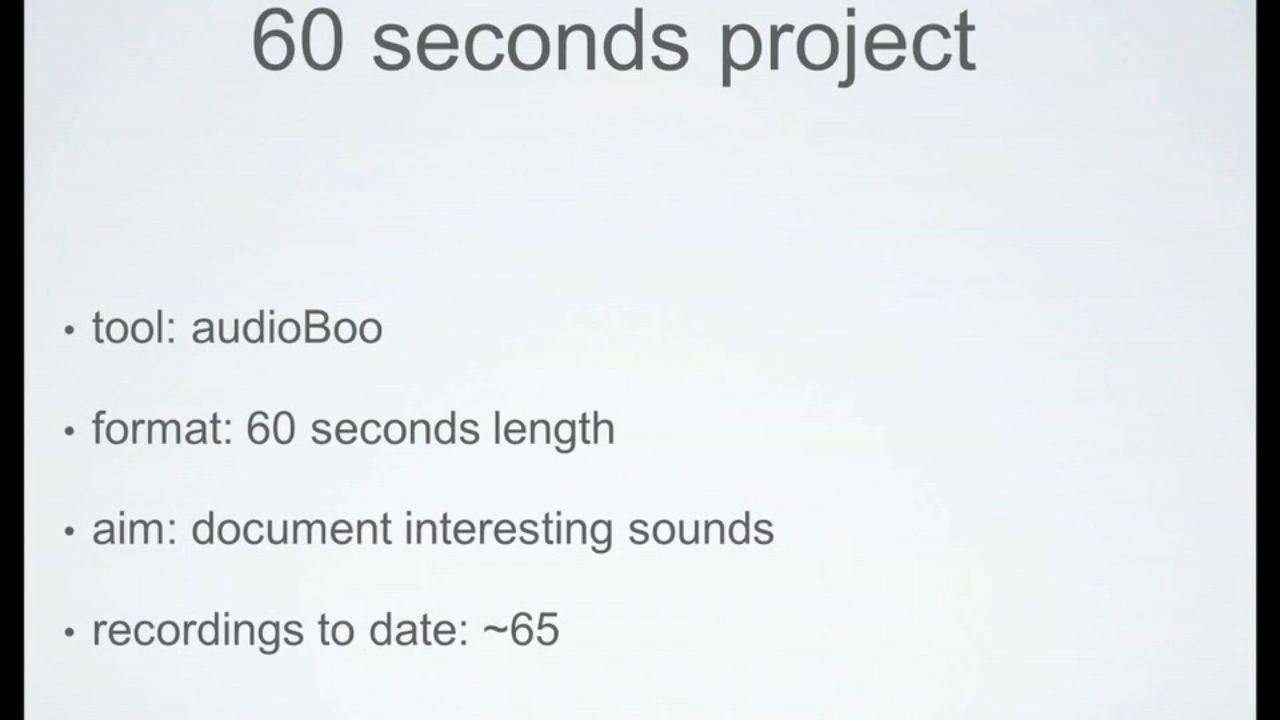 60 seconds project
• tool: audioBoo
• format: 60 seconds length
• aim: document interesting sounds
• recordings to date: ~65